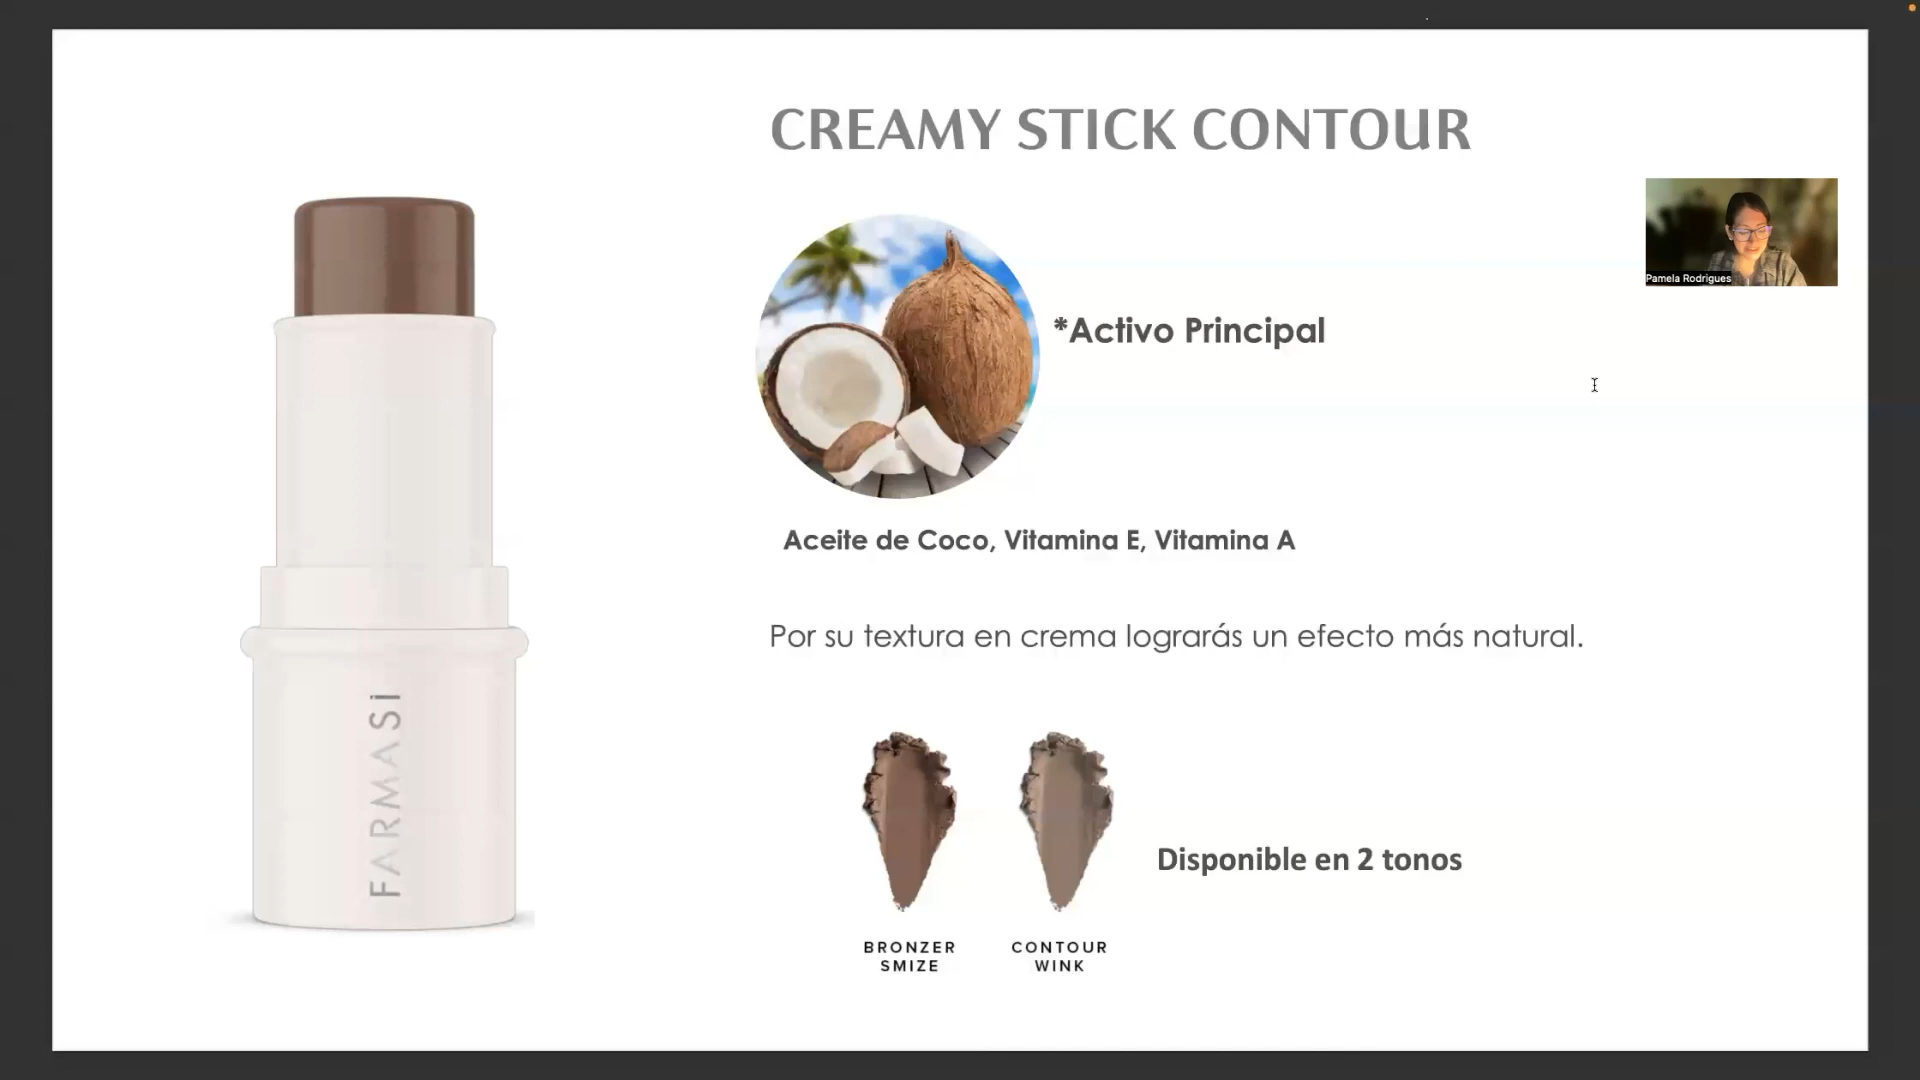 CREAMY STICK CONTOUR
Pamela Rodrigues
*Activo Principal
Aceite de Coco, Vitamina E, Vitamina A
Por su textura en crema lograrás un efecto más natural.
FARMASi
Disponible en 2 tonos
BRONZER
SMIZE
CONTOUR
WINK